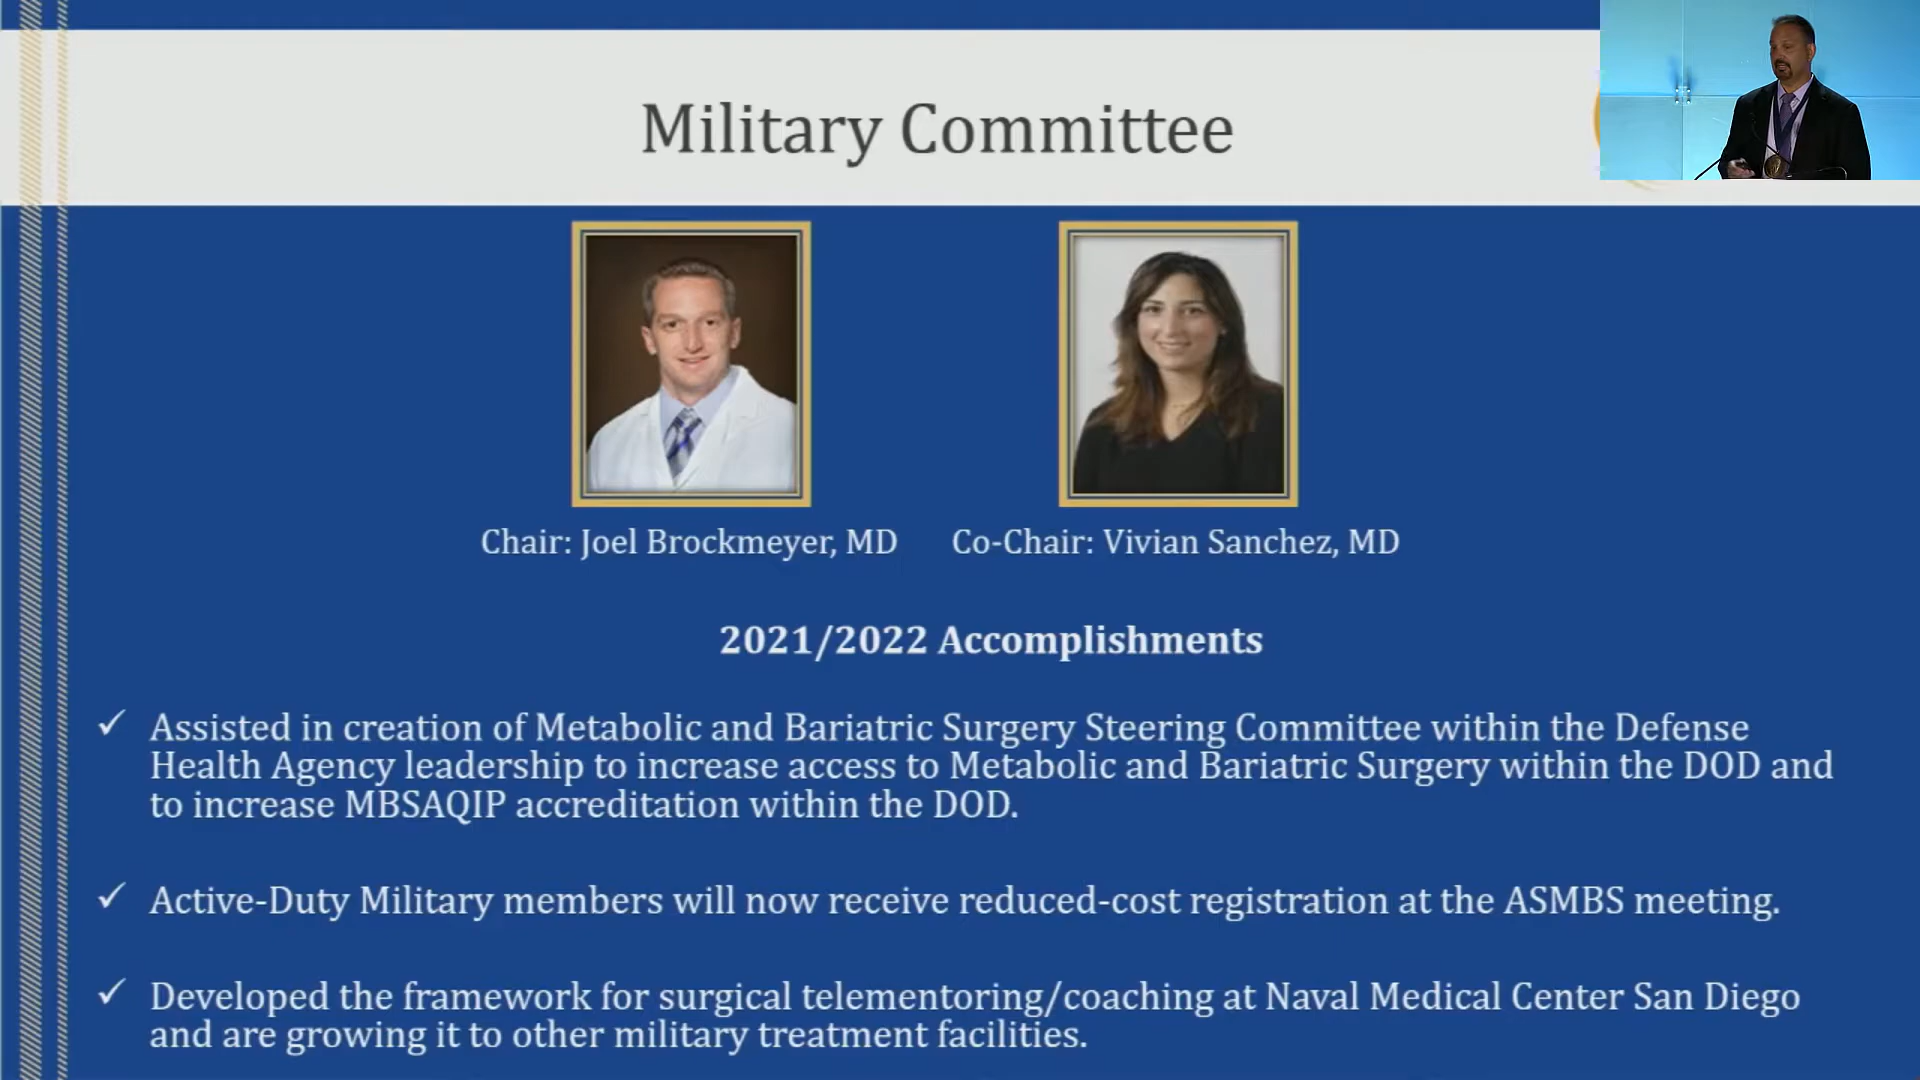 Military Committee
Chair: Joel Brockmeyer, MD
Co-Chair: Vivian Sanchez, MD
2021/2022 Accomplishments
✓ Assisted in creation of Metabolic and Bariatric Surgery Steering Committee within the Defense
Health Agency leadership to increase access to Metabolic and Bariatric Surgery within the DOD and
to increase MBSAQIP accreditation within the DOD.
✓ Active-Duty Military members will now receive reduced-cost registration at the ASMBS meeting.
✓ Developed the framework for surgical telementoring/coaching at Naval Medical Center San Diego
and are growing it to other military treatment facilities.